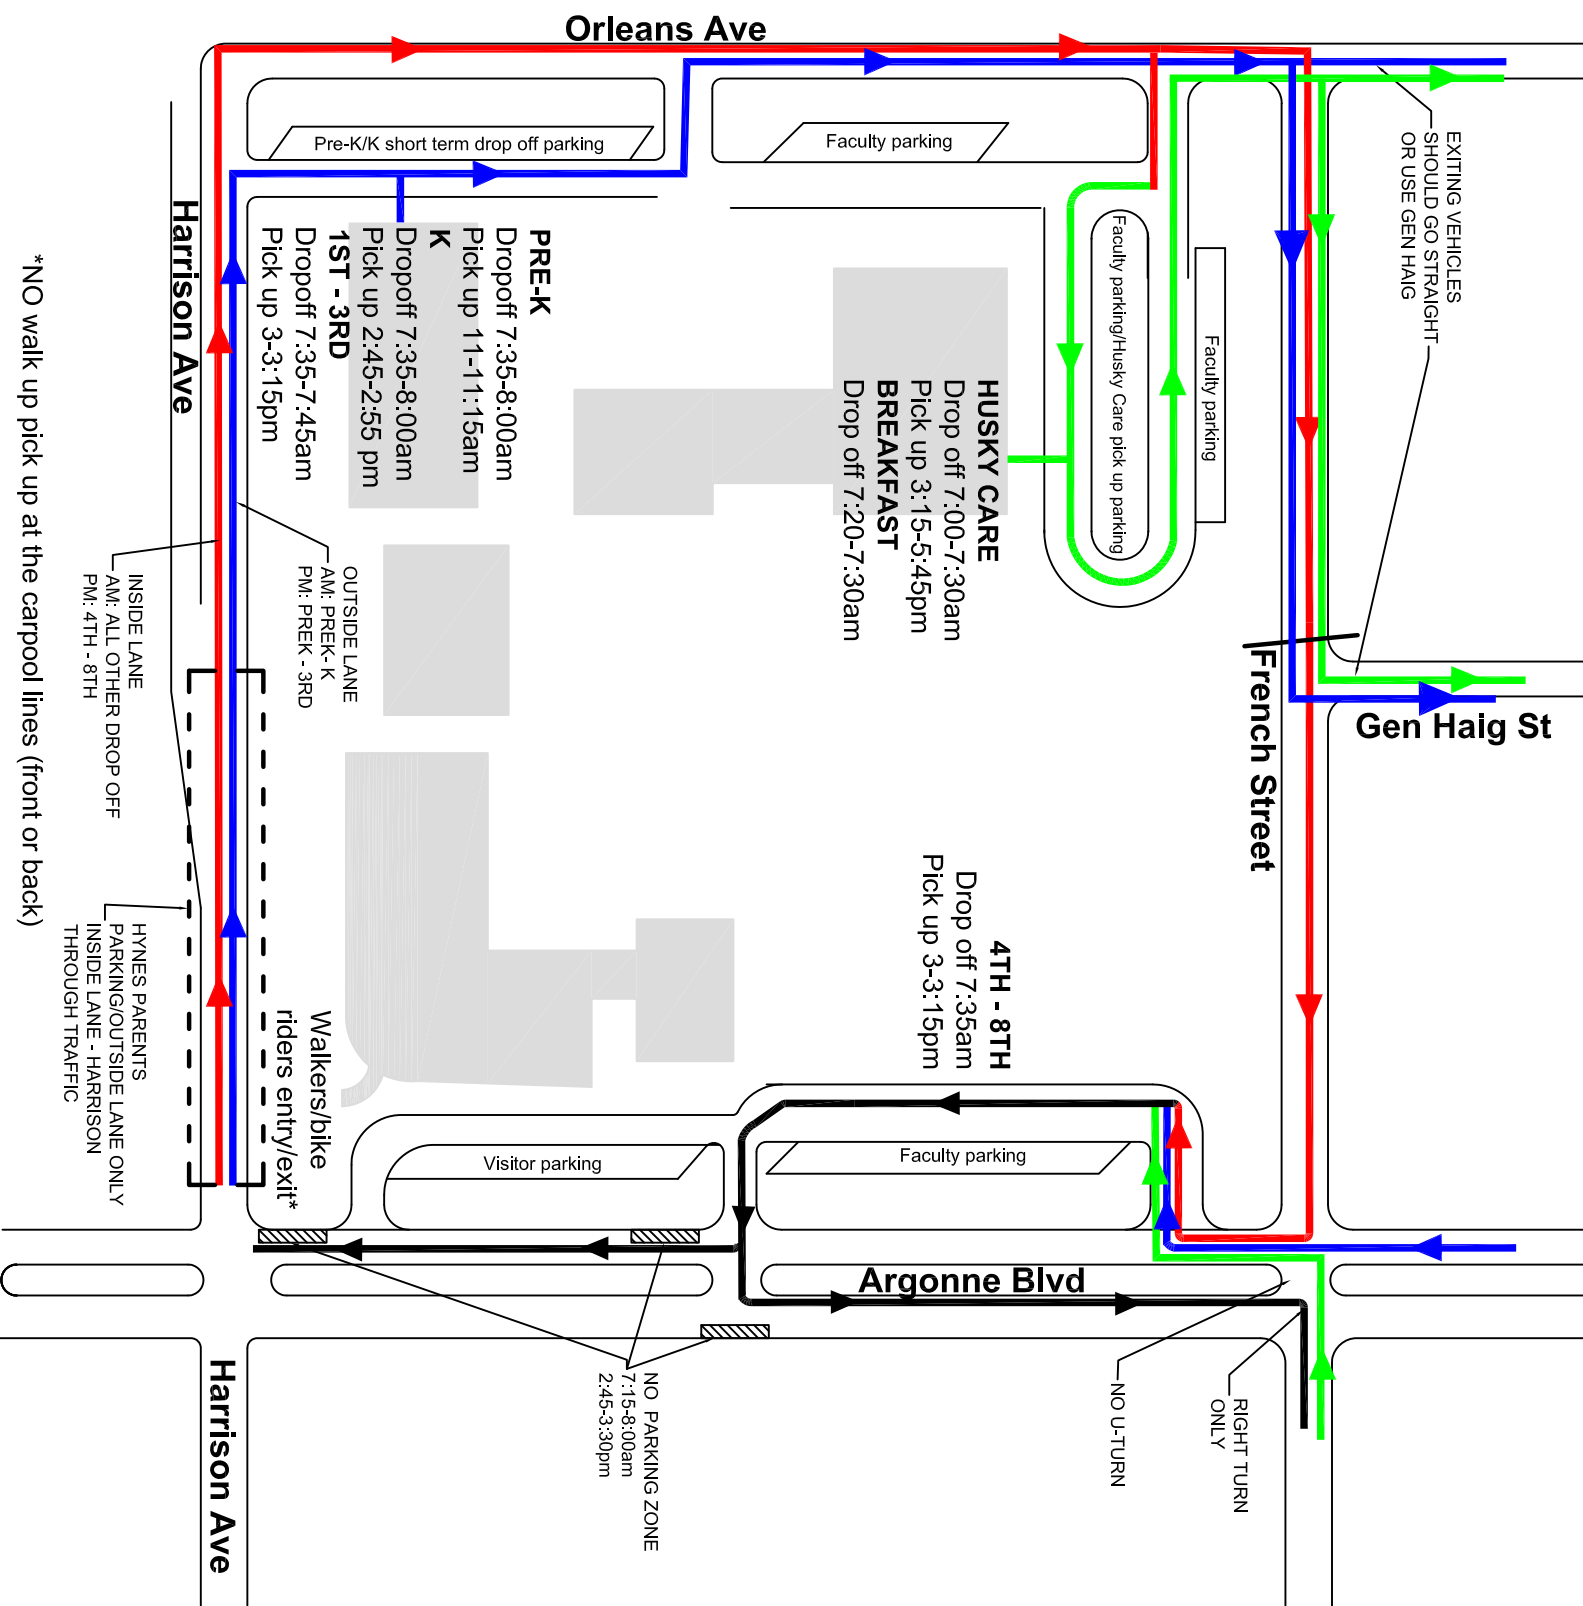 Orleans Ave
Pre-K/K short term drop off parking
Faculty parking
EXITING VEHICLES
SHOULD GO STRAIGHT
OR USE GEN HAIG
Faculty parking/Husky Care pick up parking
Faculty parking
Harrison Ave
PRE-K
Dropoff 7:35-8:00am
Pick up 11-11:15am
K
Dropoff 7:35-8:00am
Pick up 2:45-2:55 pm
1ST - 3RD
Dropoff 7:35-7:45am
Pick up 3-3:15pm
HUSKY CARE
Drop off 7:00-7:30am
Pick up 3:15-5:45pm
BREAKFAST
Drop off 7:20-7:30am
*NO walk up pick up at the carpool lines (front or back)
OUTSIDE LANE
AM: PREK- K
PM: PREK - 3RD
INSIDE LANE
AM: ALL OTHER DROP OFF
PM: 4TH - 8TH
French Street
Gen Haig St
4TH - 8TH
Drop off 7:35am
Pick up 3-3:15pm
HYNES PARENTS
PARKING/OUTSIDE LANE ONLY
INSIDE LANE - HARRISON
THROUGH TRAFFIC
Walkers/bike
riders entry/exit*
Visitor parking
Faculty parking
Argonne Blvd
NO PARKING ZONE
7:15-8:00am
2:45-3:30pm
NO U-TURN
RIGHT TURN
ONLY
Harrison Ave